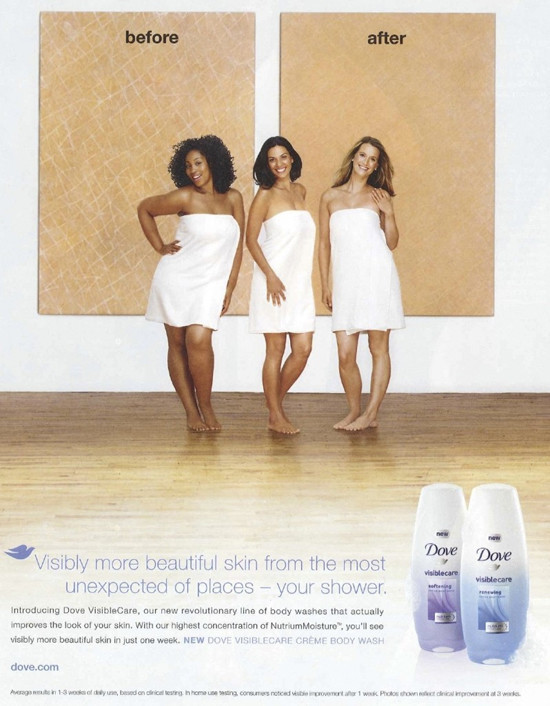 before
after
Visibly more beautiful skin from the most
unexpected of places – your shower.
Introducing Dove VisibleCare, our new revolutionary line of body washes that actually
improves the look of your skin. With our highest concentration of NutriumMoisture™, you'll see
visibly more beautiful skin in just one week. NEW DOVE VISIBLECARE CRÈME BODY WASH
dove.com
new
Dove
visiblecare
softening
new
Dove
visiblecare
renewing
Average results in 1-3 weeks of daily use, based on clinical testing. In home use testing, consumers noticed visible improvement after 1 week. Photos shown reflect clinical improvement at 3 weeks.